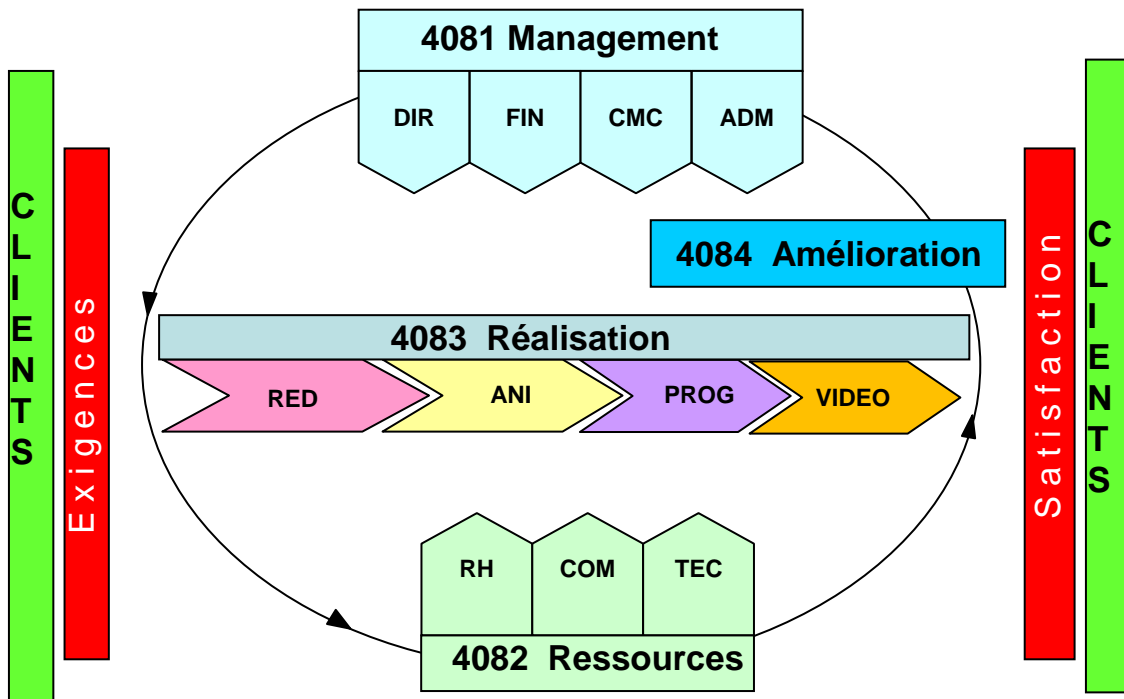 4081 Management
DIR FIN CMC ADM
CLIENTS
Exigences
4084 Amélioration
4083 Réalisation
RED ANI PROG VIDEO
Satisfaction
CLIENTS
RH COM TEC
4082 Ressources